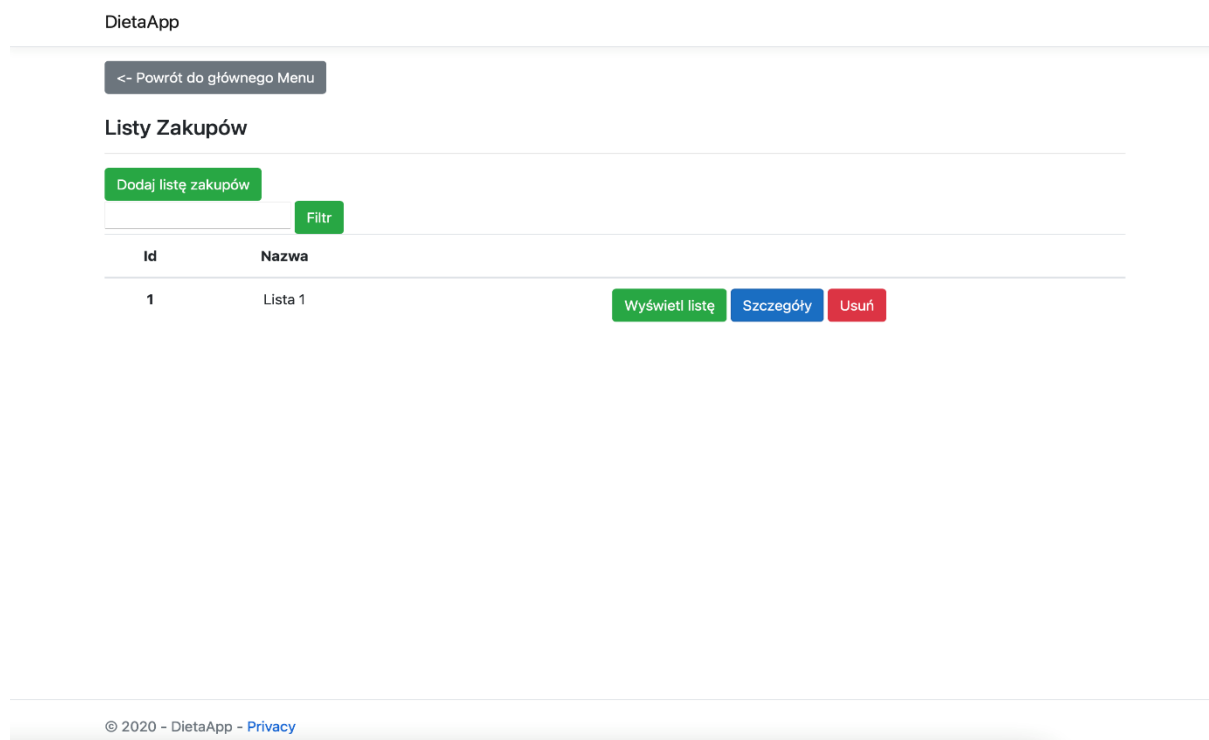 DietaApp
<- Powrót do głównego Menu
Listy Zakupów
Dodaj listę zakupów
Filtr
Id Nazwa
1 Lista 1 Wyświetl listę Szczegóły Usuń
© 2020 - DietaApp - Privacy